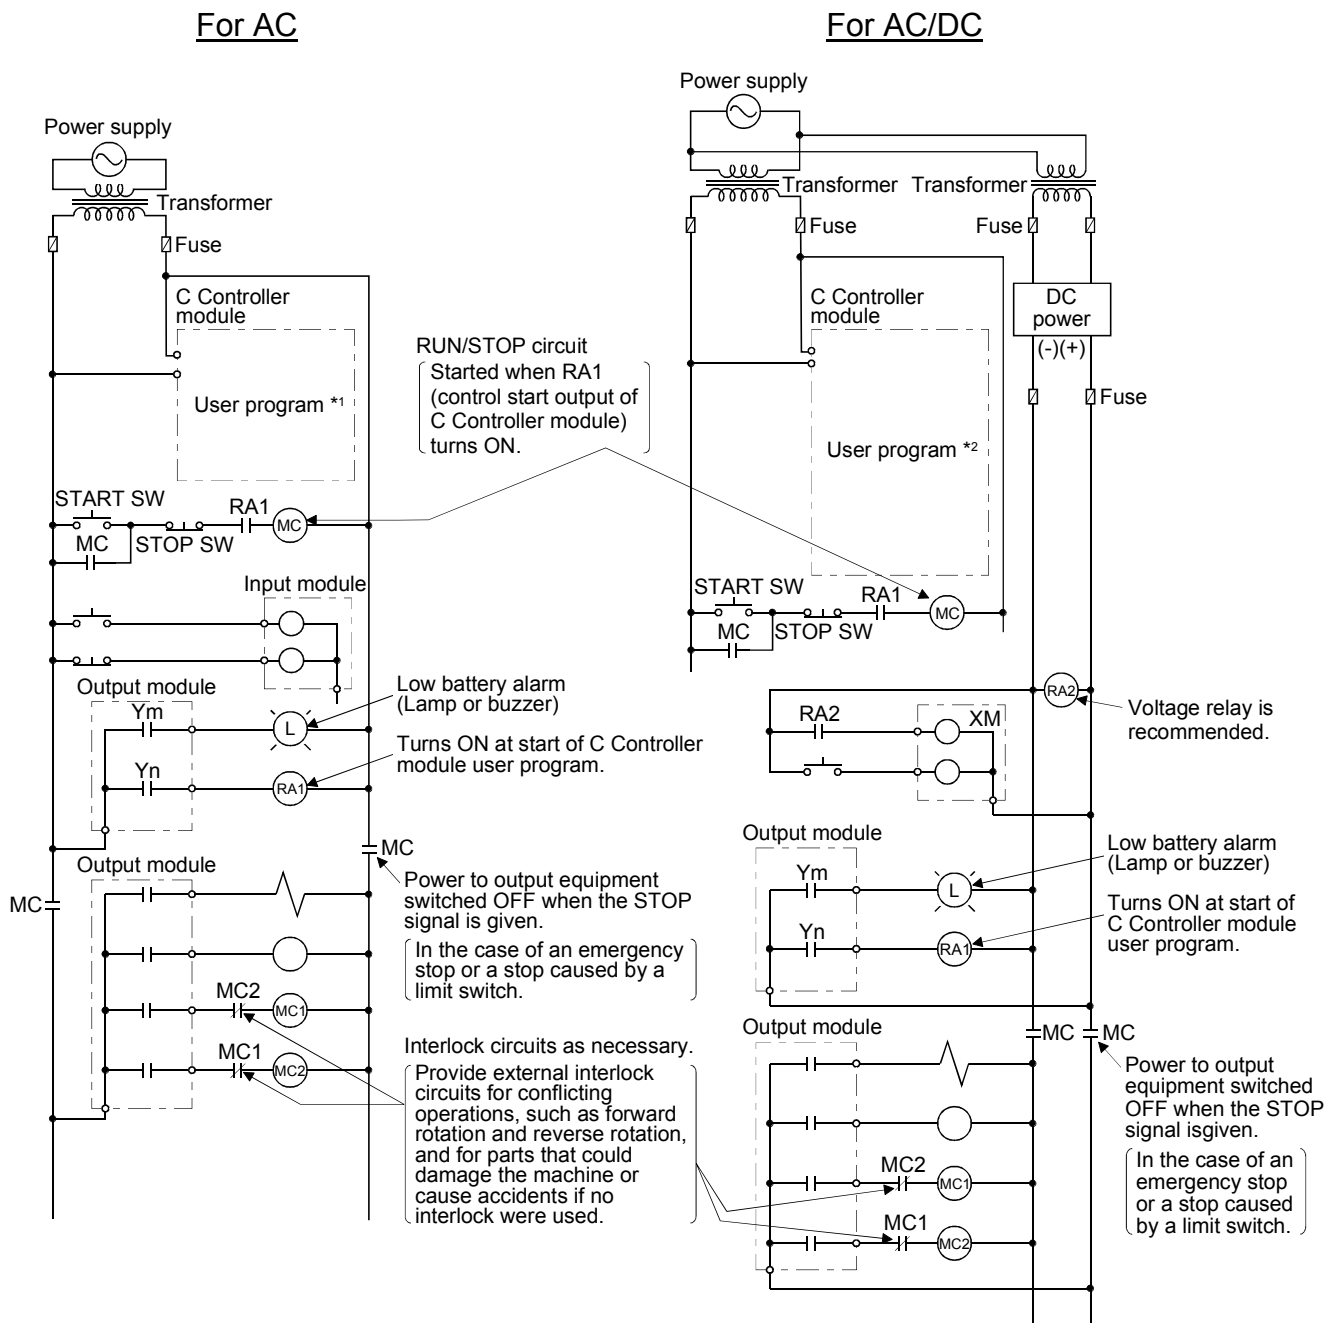 For AC
Power supply
Transformer
Fuse
C Controller
module
User program *1
RUN/STOP circuit
Started when RA1
(control start output of
C Controller module)
turns ON.
START SW
RA1
MC
MC
STOP SW
Input module
Output module
Ym
L
Low battery alarm
(Lamp or buzzer)
Yn
RA1
Turns ON at start of C Controller
module user program.
MC
Output module
MC
Power to output equipment
switched OFF when the STOP
signal is given.
In the case of an emergency
stop or a stop caused by a
limit switch.
MC2
MC1
MC1
MC2
Interlock circuits as necessary.
Provide external interlock
circuits for conflicting
operations, such as forward
rotation and reverse rotation,
and for parts that could
damage the machine or
cause accidents if no
interlock were used.
For AC/DC
Power supply
Transformer
Transformer
Fuse
Fuse
C Controller
module
DC
power
(-)(+)
Fuse
User program *2
START SW
RA1
MC
MC
STOP SW
RA2
Voltage relay is
recommended.
RA2
XM
Output module
Ym
L
Low battery alarm
(Lamp or buzzer)
Yn
RA1
Turns ON at start of
C Controller module
user program.
Output module
MC
MC
Power to output
equipment switched
OFF when the STOP
signal isgiven.
In the case of an
emergency stop
or a stop caused
by a limit switch.
MC2
MC1
MC1
MC2